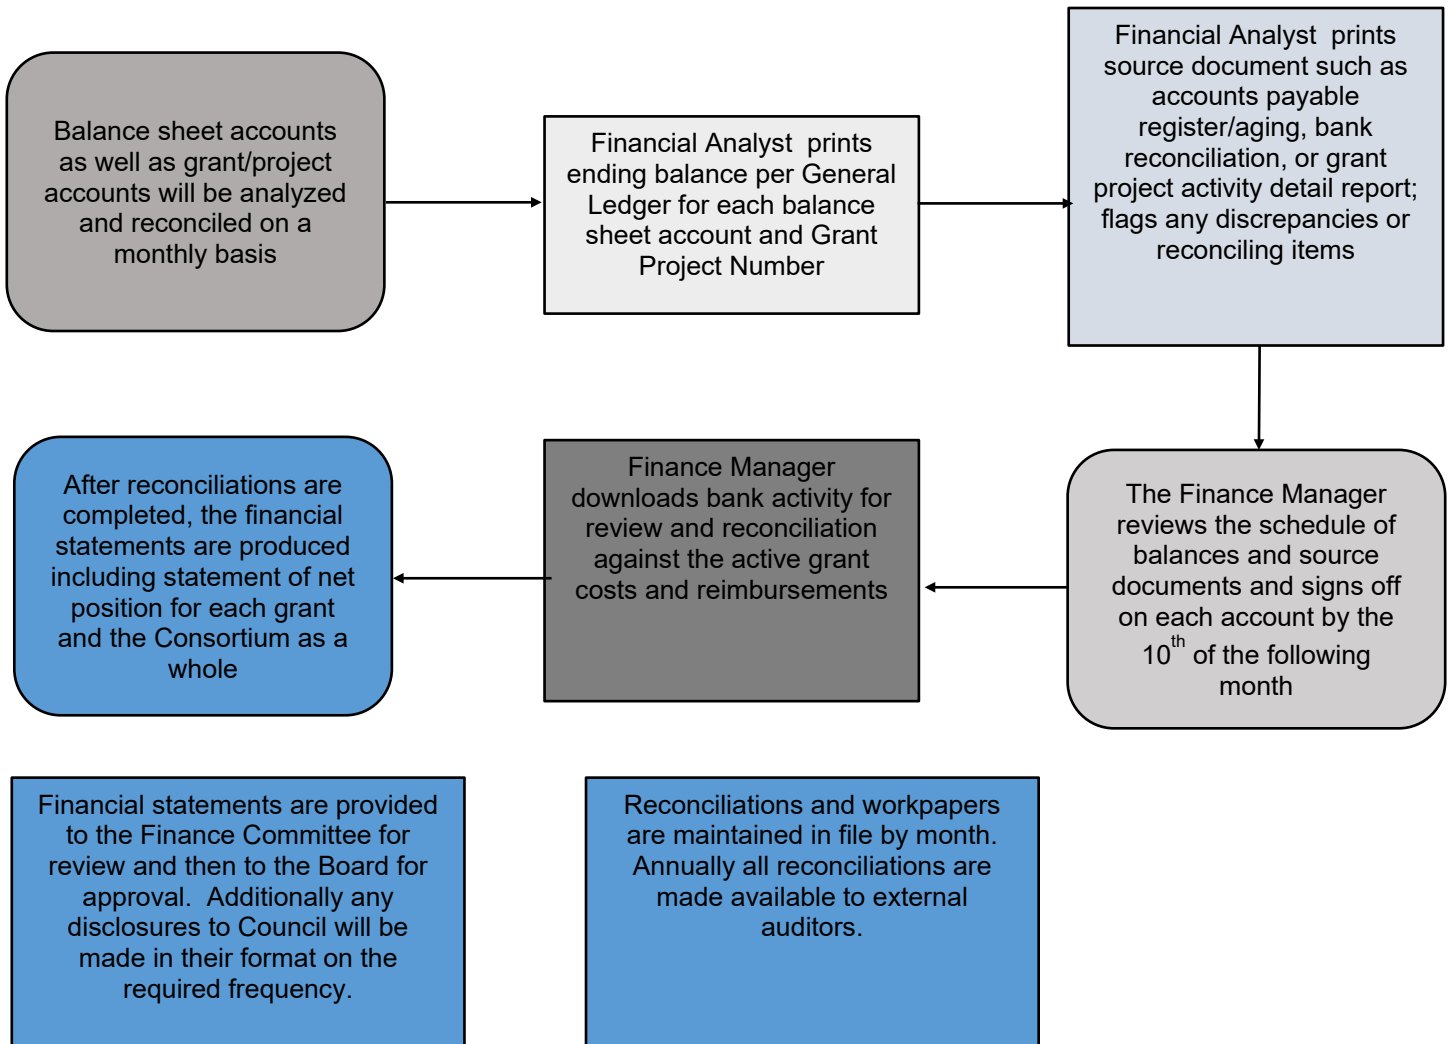 Balance sheet accounts
as well as grant/project
accounts will be analyzed
and reconciled on a
monthly basis
Financial Analyst  prints
ending balance per General
Ledger for each balance
sheet account and Grant
Project Number
Financial Analyst  prints
source document such as
accounts payable
register/aging, bank
reconciliation, or grant
project activity detail report;
flags any discrepancies or
reconciling items
The Finance Manager
reviews the schedule of
balances and source
documents and signs off
on each account by the
10th of the following
month
Finance Manager
downloads bank activity for
review and reconciliation
against the active grant
costs and reimbursements
After reconciliations are
completed, the financial
statements are produced
including statement of net
position for each grant
and the Consortium as a
whole
Financial statements are provided
to the Finance Committee for
review and then to the Board for
approval.  Additionally any
disclosures to Council will be
made in their format on the
required frequency.
Reconciliations and workpapers
are maintained in file by month.
Annually all reconciliations are
made available to external
auditors.